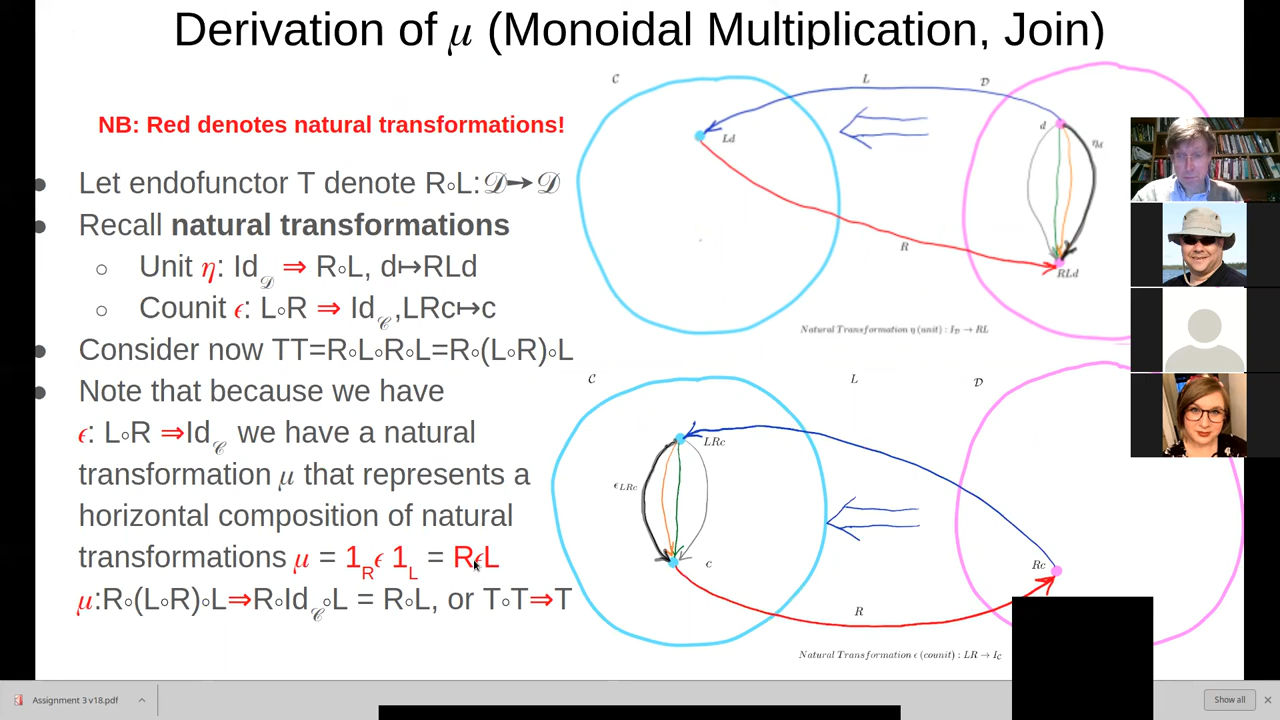 Derivation of 𝜇 (Monoidal Multiplication, Join)
NB: Red denotes natural transformations!
● Let endofunctor T denote R∘L:𝒟→𝒟
● Recall natural transformations
○ Unit 𝜂: Id𝒟 ⇒ R∘L, d↦RLd
○ Counit 𝜖: L∘R ⇒ Id𝒞,LRc↦c
● Consider now TT=R∘L∘R∘L=R∘(L∘R)∘L
● Note that because we have
𝜖: L∘R ⇒Id𝒞 we have a natural
transformation 𝜇 that represents a
horizontal composition of natural
transformations 𝜇 = 1R𝜖 1L = R𝜖L
𝜇:R∘(L∘R)∘L⇒R∘Id𝒞∘L = R∘L, or T∘T⇒T
𝒞
L
𝒟
Ld
d
ηd
R
RLd
Natural Transformation η (unit) : I𝒟 → RL
𝒞
L
𝒟
LRc
ϵLRc
c
Rc
R
Natural Transformation ϵ (counit) : LR → I𝒞
Assignment 3 v18.pdf
Show all